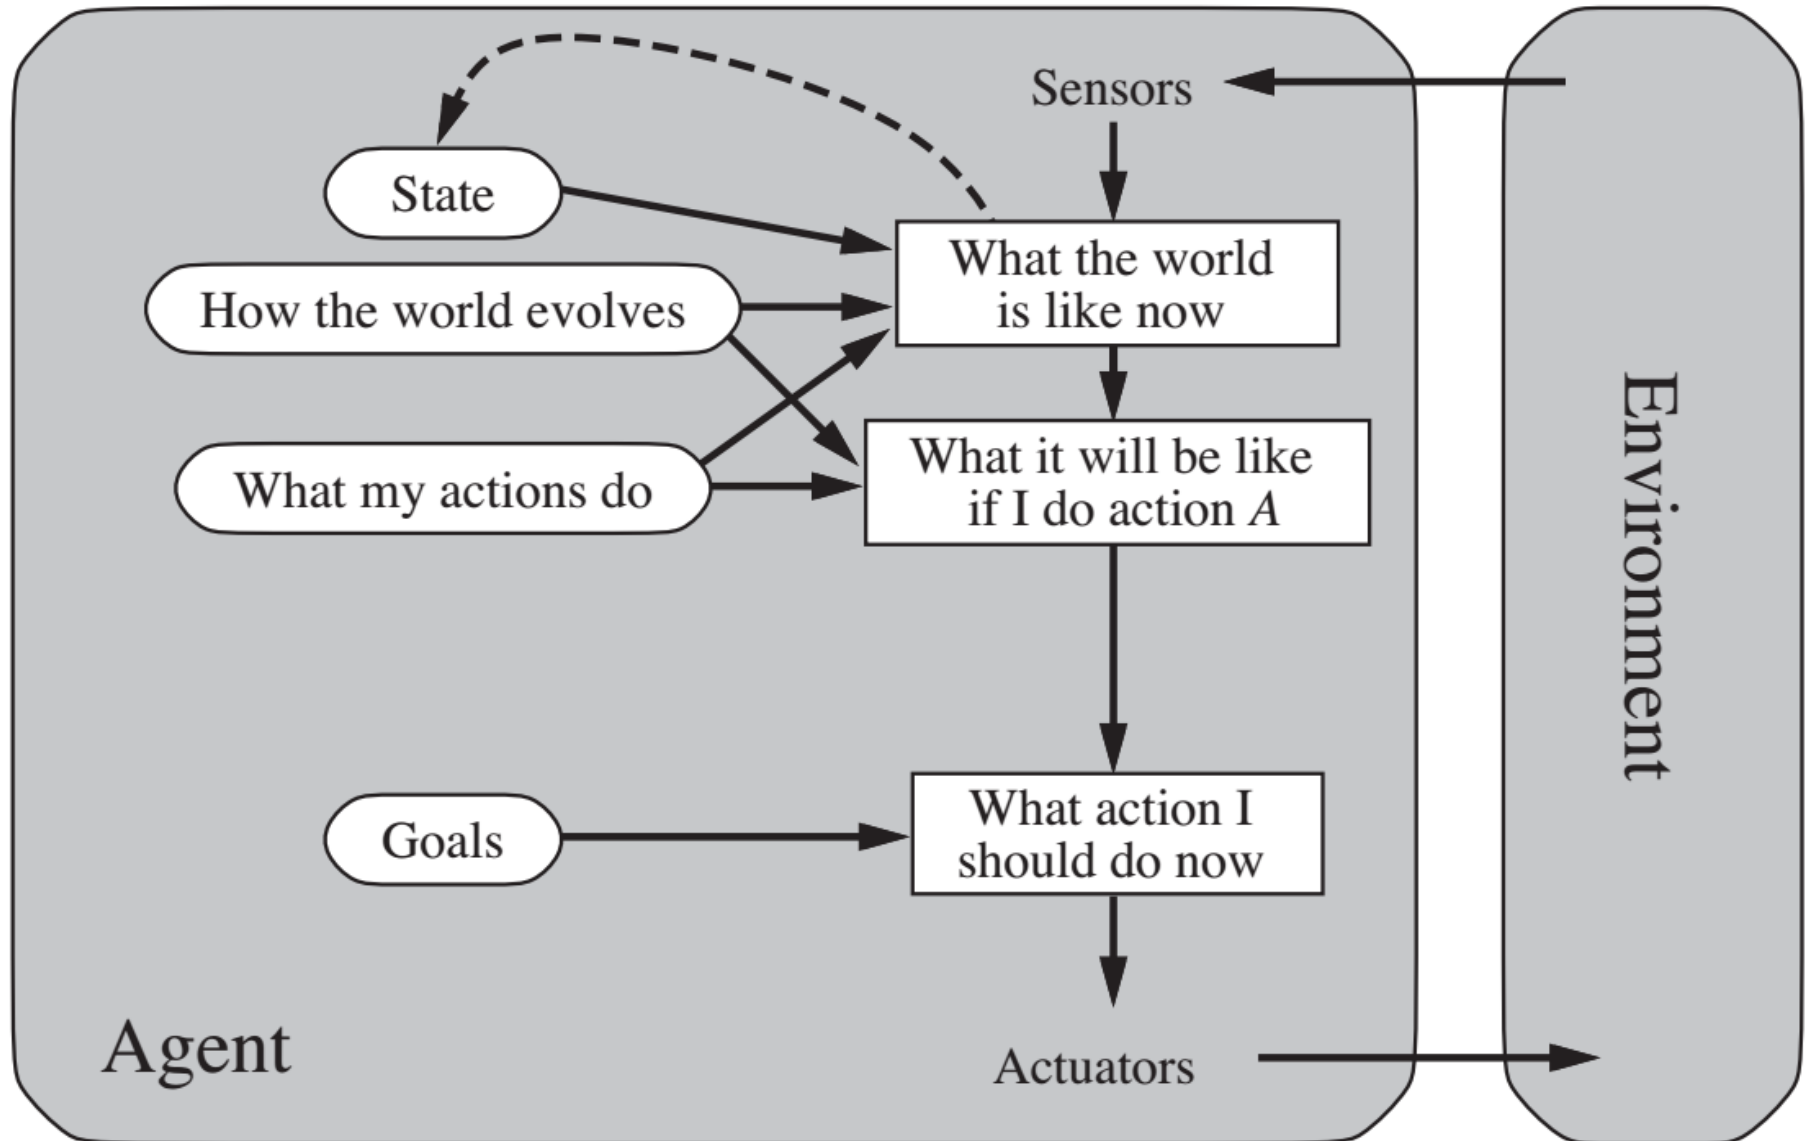 Sensors
State
What the world
is like now
How the world evolves
What my actions do
What it will be like
if I do action A
Goals
What action I
should do now
Agent
Actuators
Environment